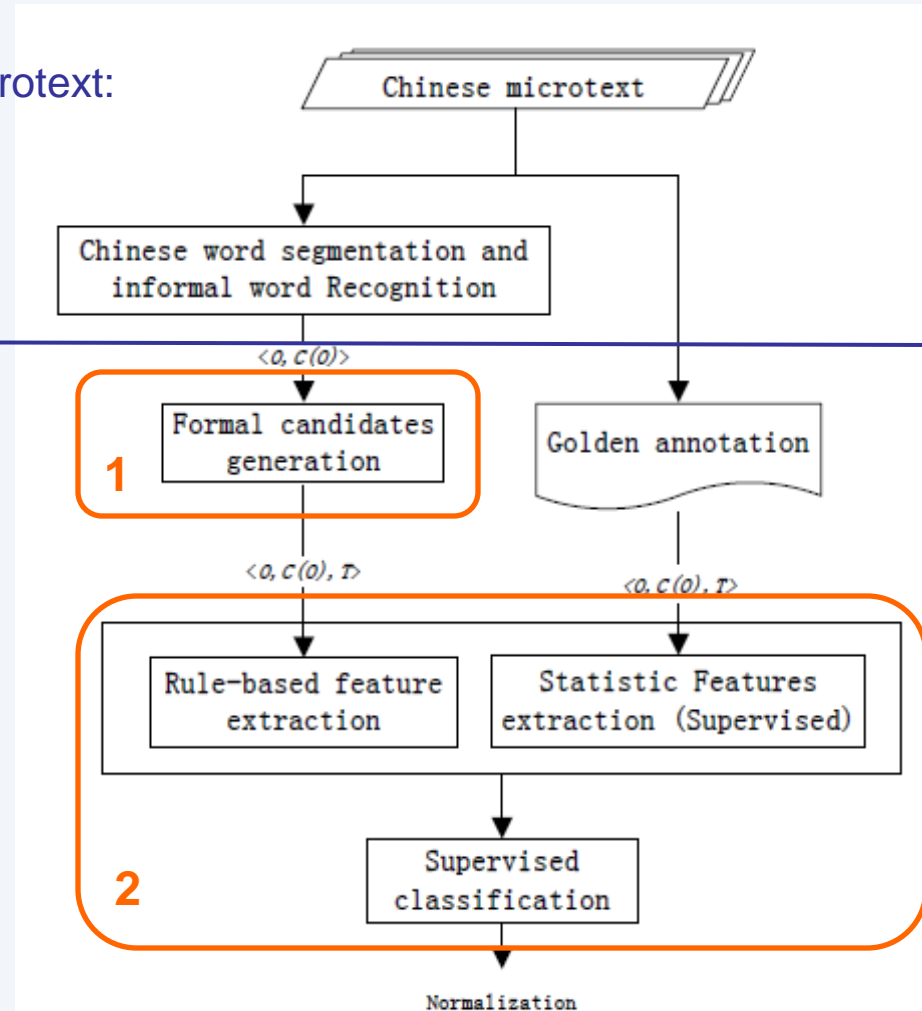 rotext:
Chinese microtext
Chinese word segmentation and
informal word Recognition
<O, C(O)>
Formal candidates
generation
1
Golden annotation
<O, C(O), T>
<O, C(O), T>
Rule-based feature
extraction
Statistic Features
extraction (Supervised)
Supervised
classification
2
Normalization